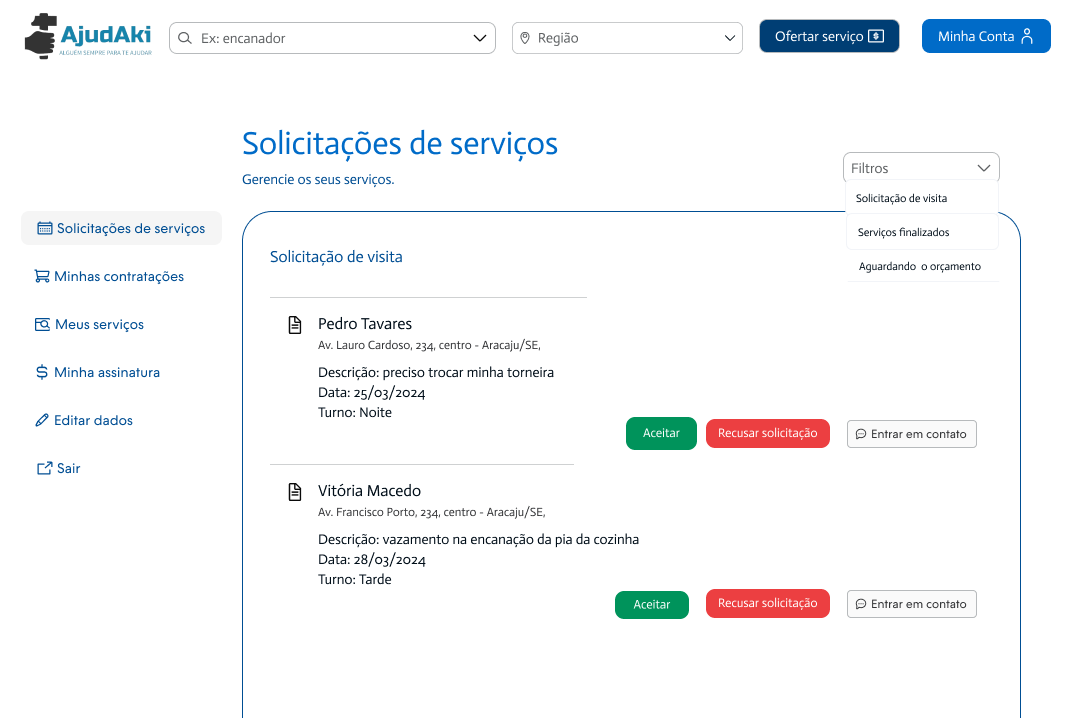 AjudAki
ALGUÉM SEMPRE PARA TE AJUDAR
Ex: encanador
Região
Ofertar serviço
Minha Conta
Solicitações de serviços
Gerencie os seus serviços.
Filtros
Solicitação de visita
Serviços finalizados
Aguardando o orçamento
Solicitações de serviços
Minhas contratações
Meus serviços
Minha assinatura
Editar dados
Sair
Solicitação de visita
Pedro Tavares
Av. Lauro Cardoso, 234, centro - Aracaju/SE,
Descrição: preciso trocar minha torneira
Data: 25/03/2024
Turno: Noite
Aceitar
Recusar solicitação
Entrar em contato
Vitória Macedo
Av. Francisco Porto, 234, centro - Aracaju/SE,
Descrição: vazamento na encanação da pia da cozinha
Data: 28/03/2024
Turno: Tarde
Aceitar
Recusar solicitação
Entrar em contato